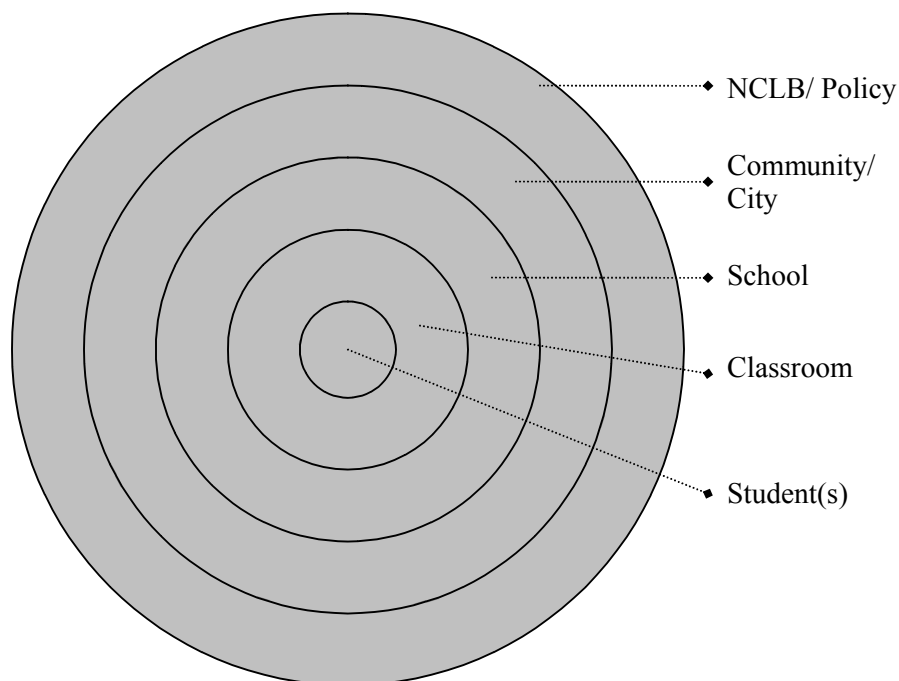 NCLB/ Policy
Community/
City
School
Classroom
Student(s)